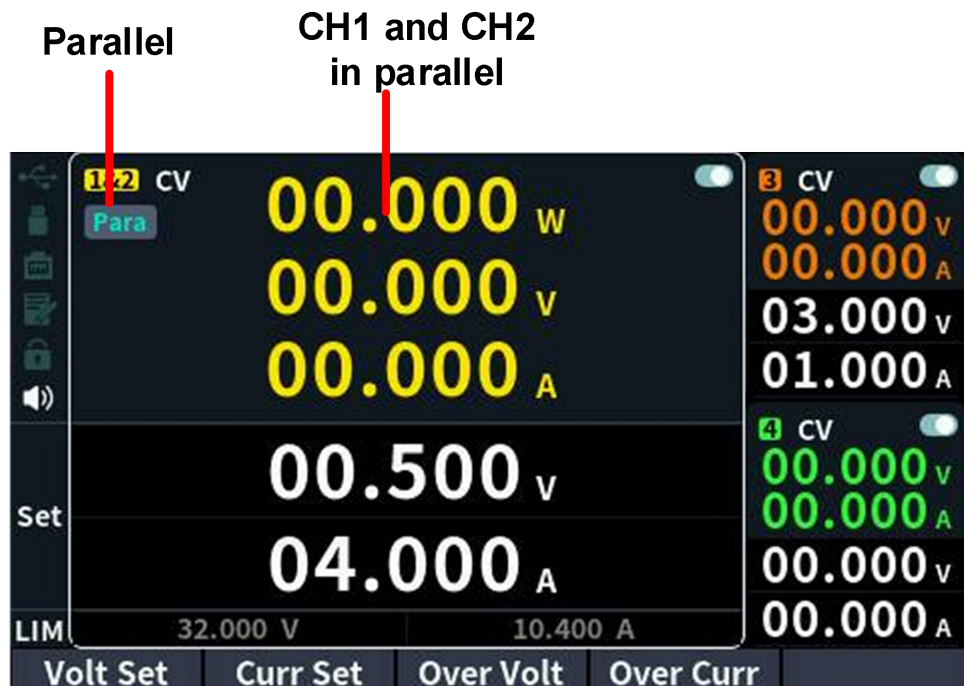 Parallel
CH1 and CH2
in parallel
1&2 CV
Para
00.000 W
00.000 V
00.000 A
Set
00.500 V
04.000 A
LIM 32.000 V 10.400 A
3 CV
00.000 V
00.000 A
03.000 V
01.000 A
4 CV
00.000 V
00.000 A
00.000 V
00.000 A
Volt Set Curr Set Over Volt Over Curr